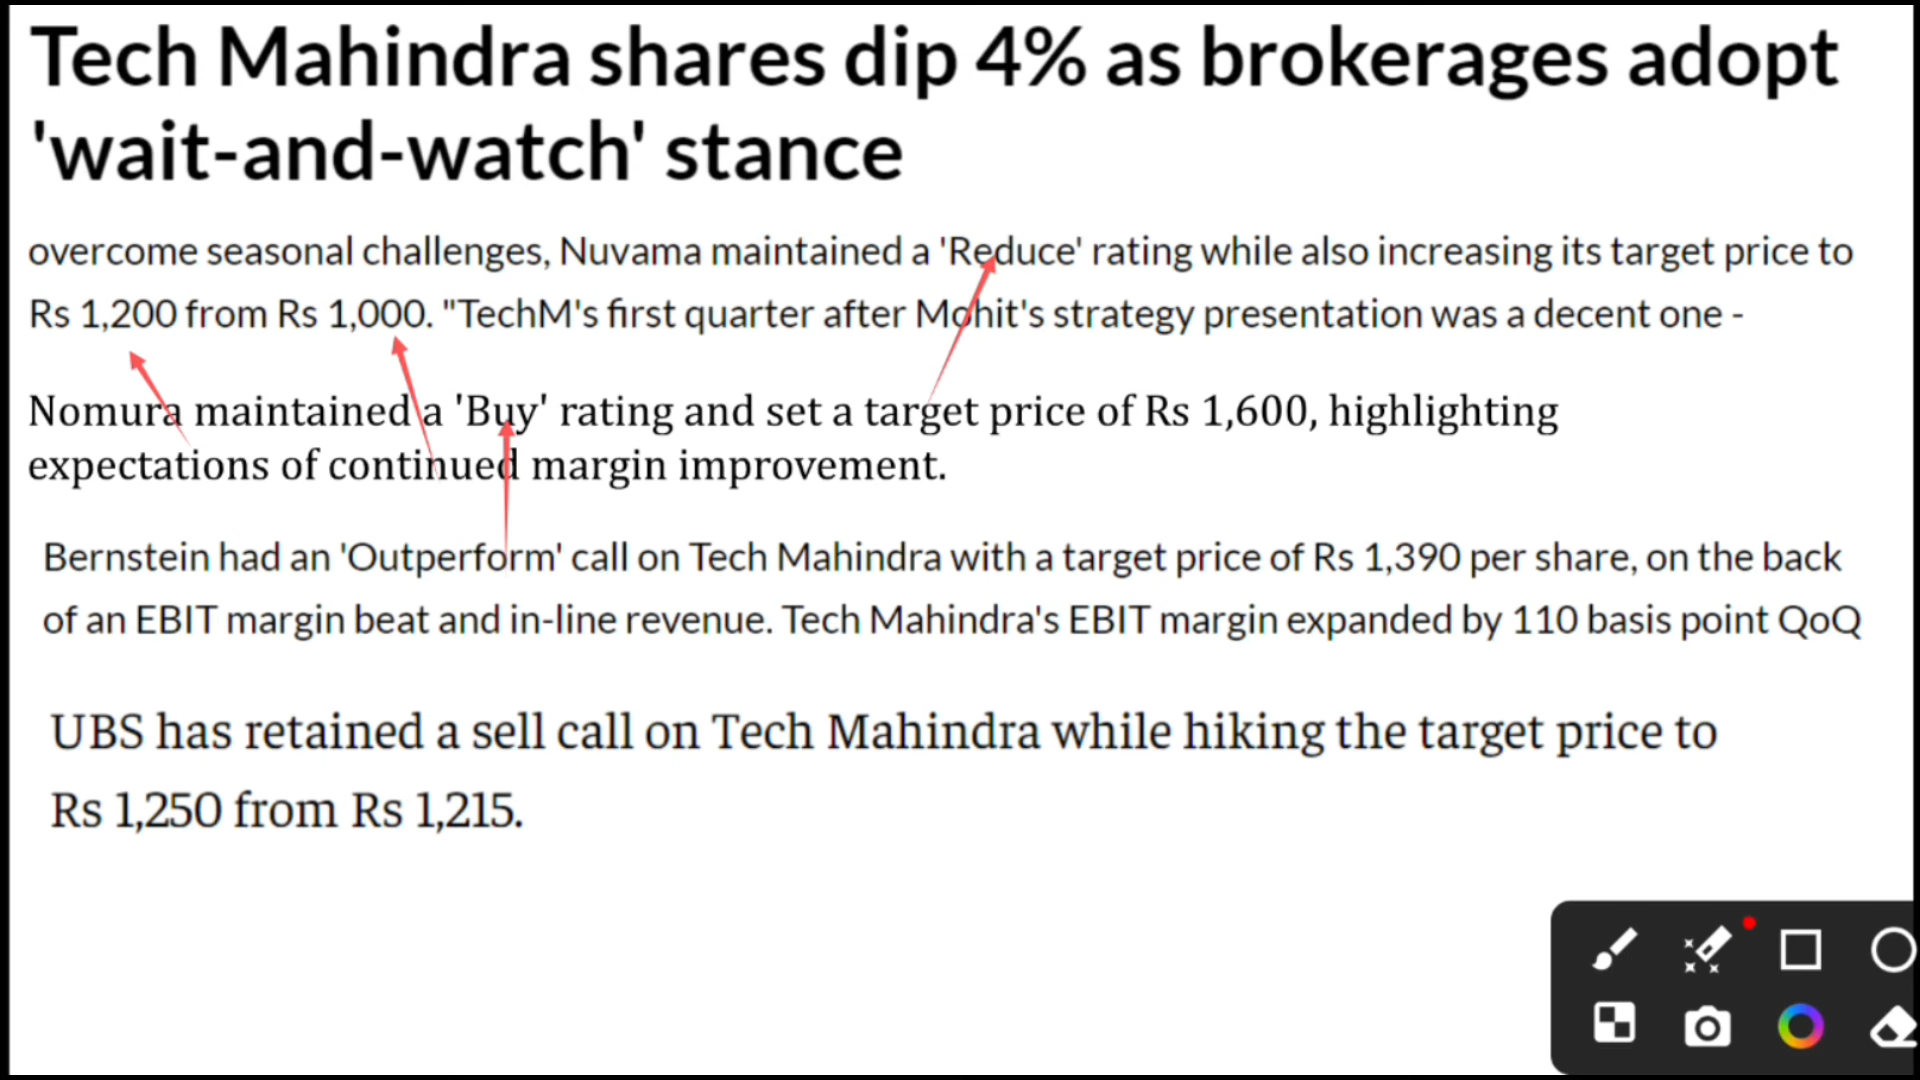 Tech Mahindra shares dip 4% as brokerages adopt
'wait-and-watch' stance
overcome seasonal challenges, Nuvama maintained a 'Reduce' rating while also increasing its target price to
Rs 1,200 from Rs 1,000. "TechM's first quarter after Mohit's strategy presentation was a decent one -
Nomura maintained a 'Buy' rating and set a target price of Rs 1,600, highlighting
expectations of continued margin improvement.
Bernstein had an 'Outperform' call on Tech Mahindra with a target price of Rs 1,390 per share, on the back
of an EBIT margin beat and in-line revenue. Tech Mahindra's EBIT margin expanded by 110 basis point QoQ
UBS has retained a sell call on Tech Mahindra while hiking the target price to
Rs 1,250 from Rs 1,215.